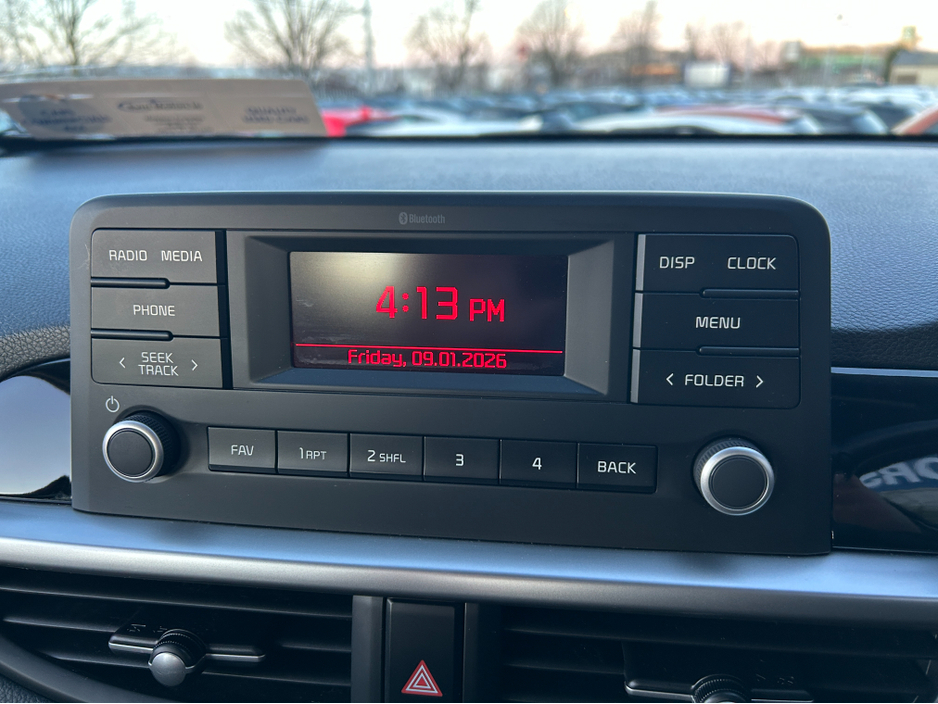 Bluetooth
RADIO MEDIA
PHONE
< SEEK TRACK >
4:13 PM
Friday, 09.01.2026
DISP CLOCK
MENU
< FOLDER >
FAV
1 RPT
2 SHFL
3
4
BACK